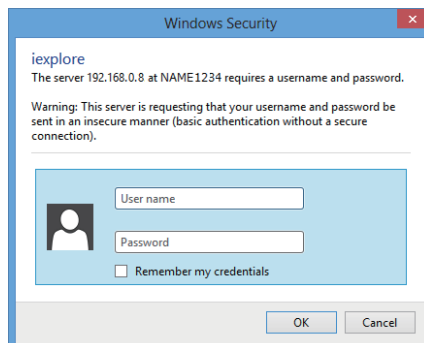 Windows Security
iexplore
The server 192.168.0.8 at NAME1234 requires a username and password.
Warning: This server is requesting that your username and password be
sent in an insecure manner (basic authentication without a secure
connection).
User name
Password
Remember my credentials
OK Cancel